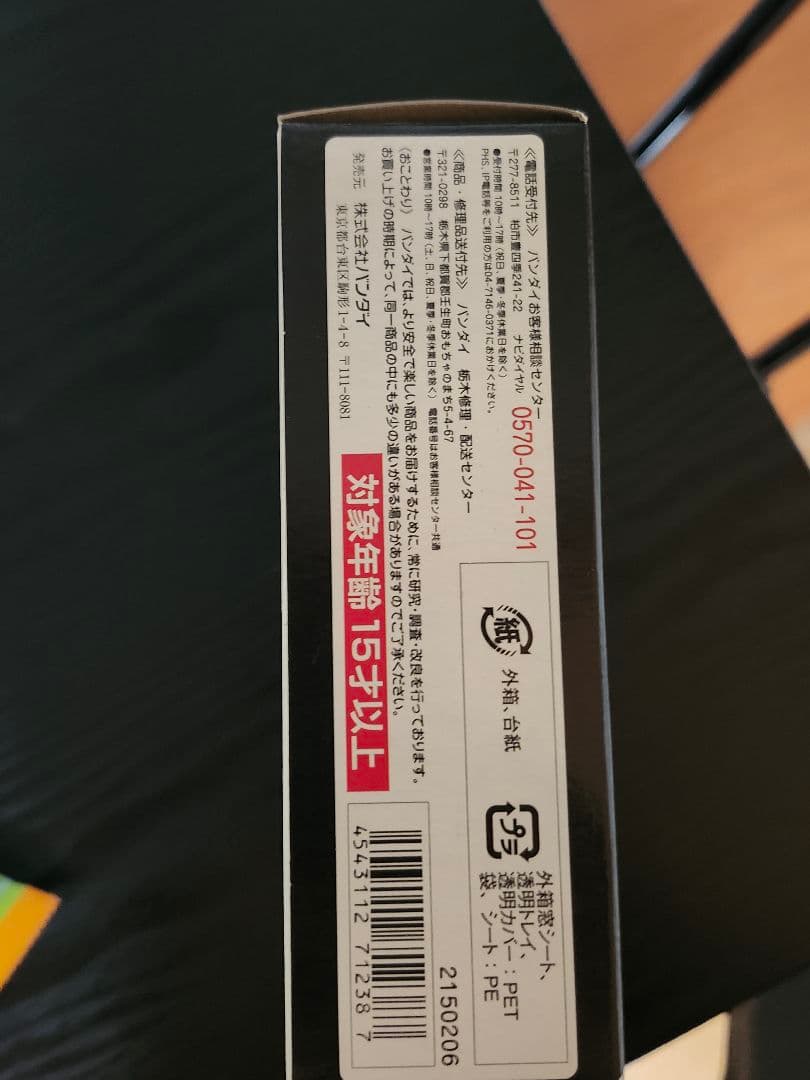 ≪電話受付先≫ バンダイお客様相談センター
〒277-8511 柏市豊四季241-22 ナビダイヤル 0570-041-101
●受付時間 10時〜17時(祝日、夏季・冬季休業日を除く)
PHS、IP電話等をご利用の方は04-7146-0371におかけください。
≪商品・修理品送付先≫ バンダイ 栃木修理・配送センター
〒321-0298 栃木県下都賀郡壬生町おもちゃのまち5-4-67
●営業時間 10時〜17時(土、日、祝日、夏季・冬季休業日を除く) 電話番号はお客様相談センター共通
《おことわり》 バンダイでは、より安全で楽しい商品をお届けするために、常に研究・調査・改良を行っております。
お買い上げの時期によって、同一商品の中にも多少の違いがある場合がありますのでご了承ください。
発売元 株式会社バンダイ
東京都台東区駒形1-4-8 〒111-8081
対象年齢 15才以上
紙
外箱、台紙
プラ
外箱窓シート、
透明トレイ、
透明カバー：PET
袋、シート：PE
2150206
4543112 71238 7